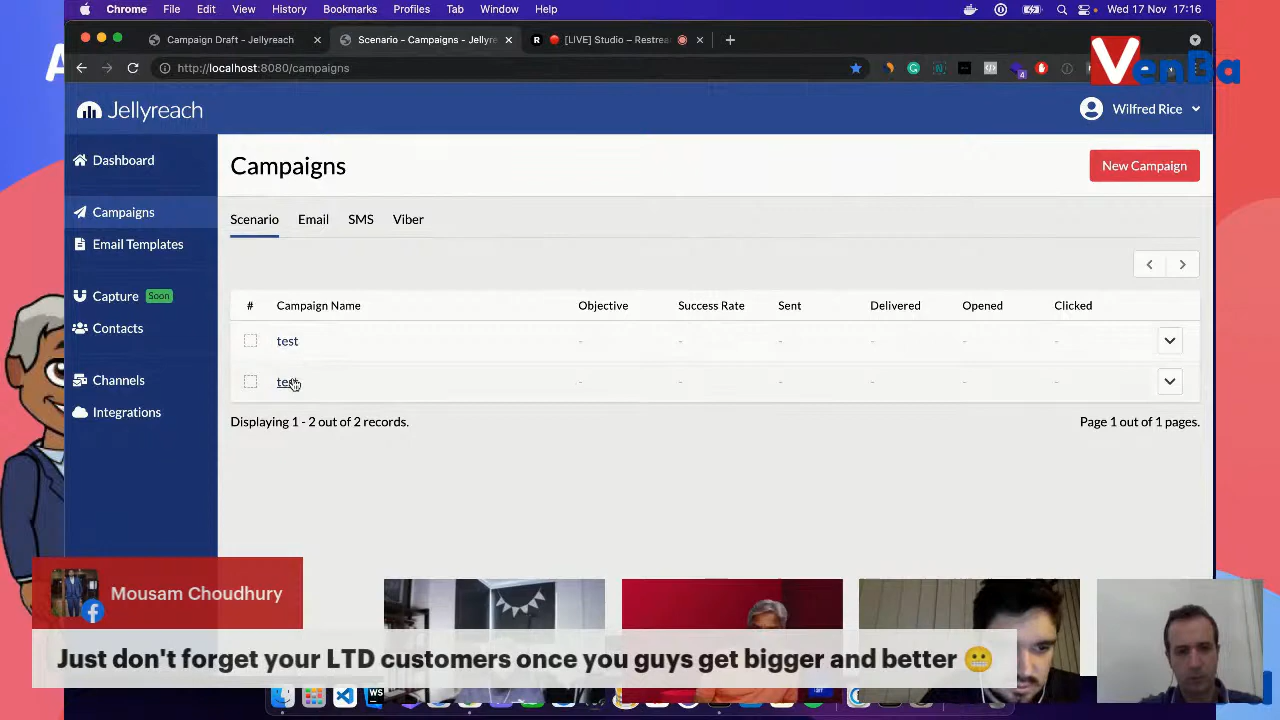 Chrome File Edit View History Bookmarks Profiles Tab Window Help Wed 17 Nov 17:16
Campaign Draft - Jellyreach Scenario - Campaigns - Jellyre [LIVE] Studio – Restrea
http://localhost:8080/campaigns
VenBa
Jellyreach
Wilfred Rice
Dashboard
Campaigns
Email Templates
Capture Soon
Contacts
Channels
Integrations
Campaigns
New Campaign
Scenario Email SMS Viber
# Campaign Name Objective Success Rate Sent Delivered Opened Clicked
test - - - - - -
test - - - - - -
Displaying 1 - 2 out of 2 records.
Page 1 out of 1 pages.
Mousam Choudhury
Just don't forget your LTD customers once you guys get bigger and better 😬